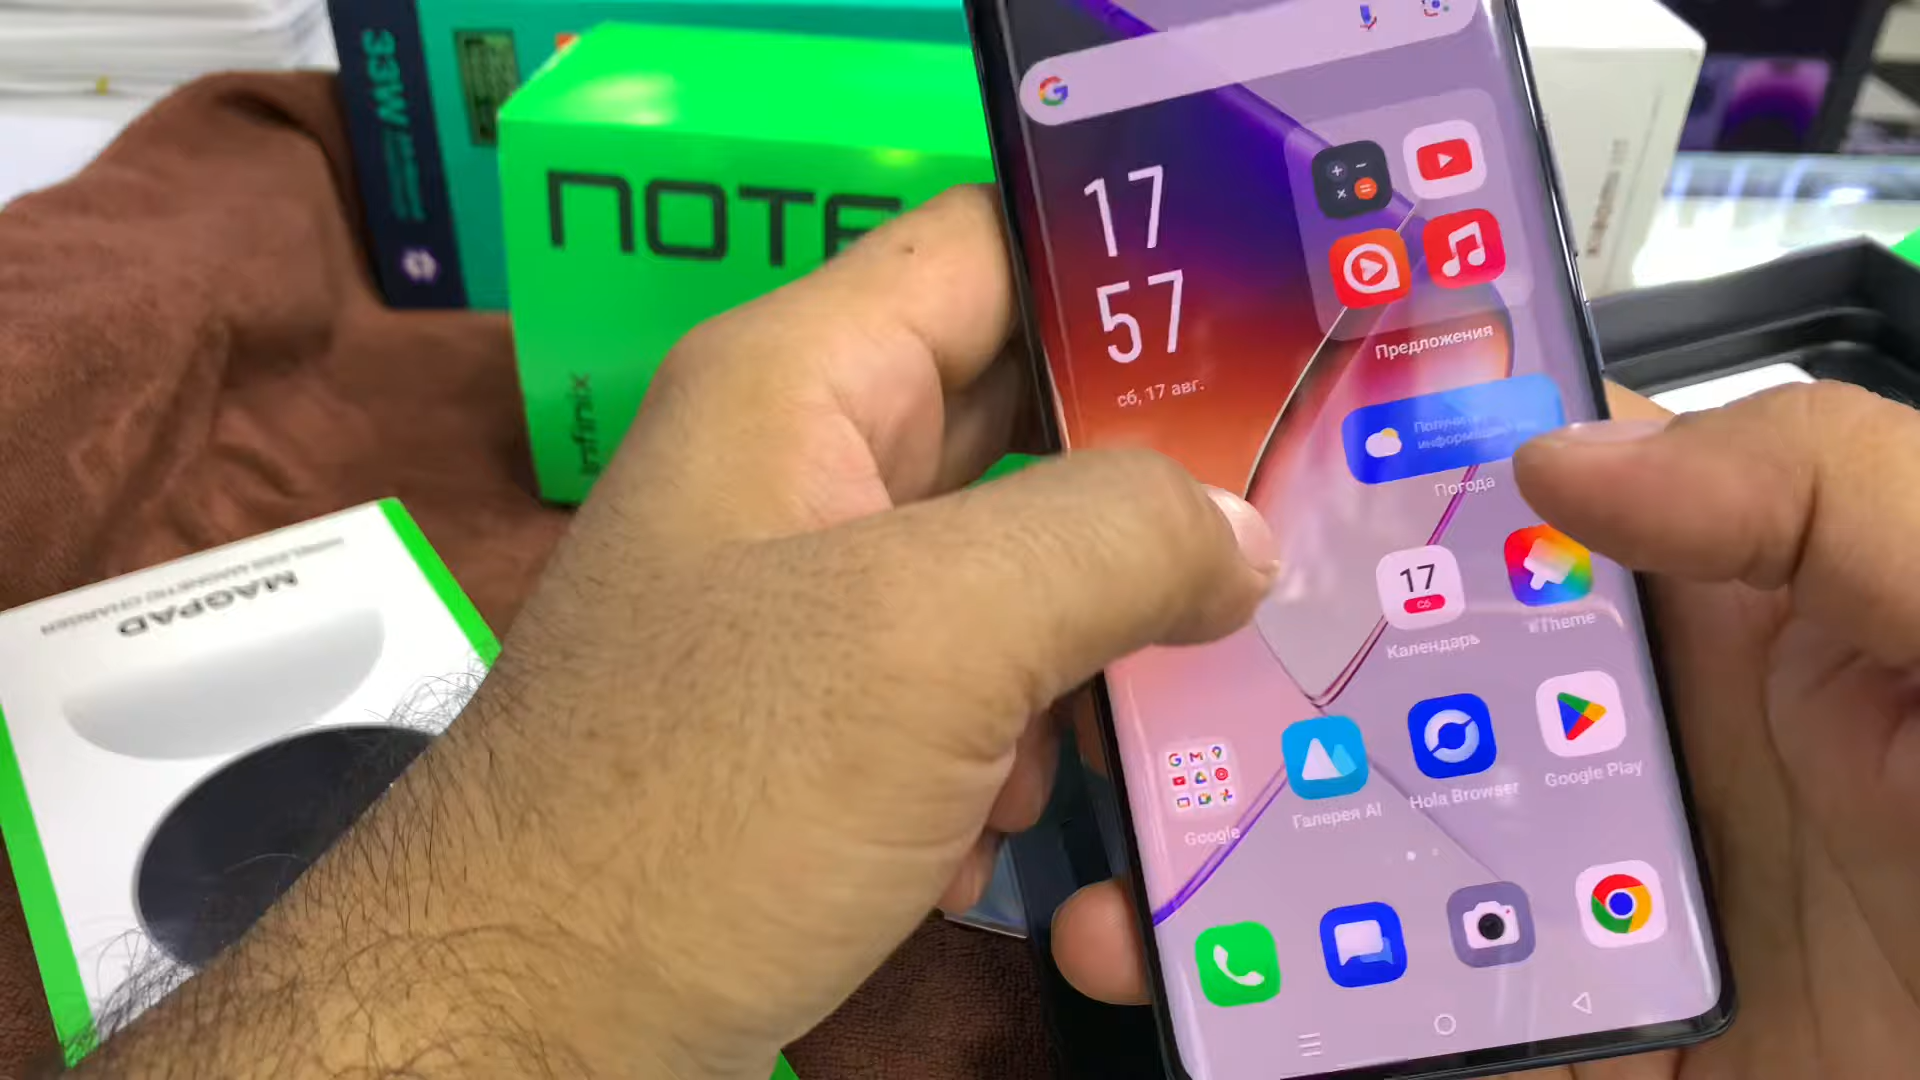 33W
NOTE
Infinix
MAGPAD
17
57
сб, 17 авг.
Предложения
Погода
17
сб
Календарь
Google
Галерея AI
Hola Browser
Google Play